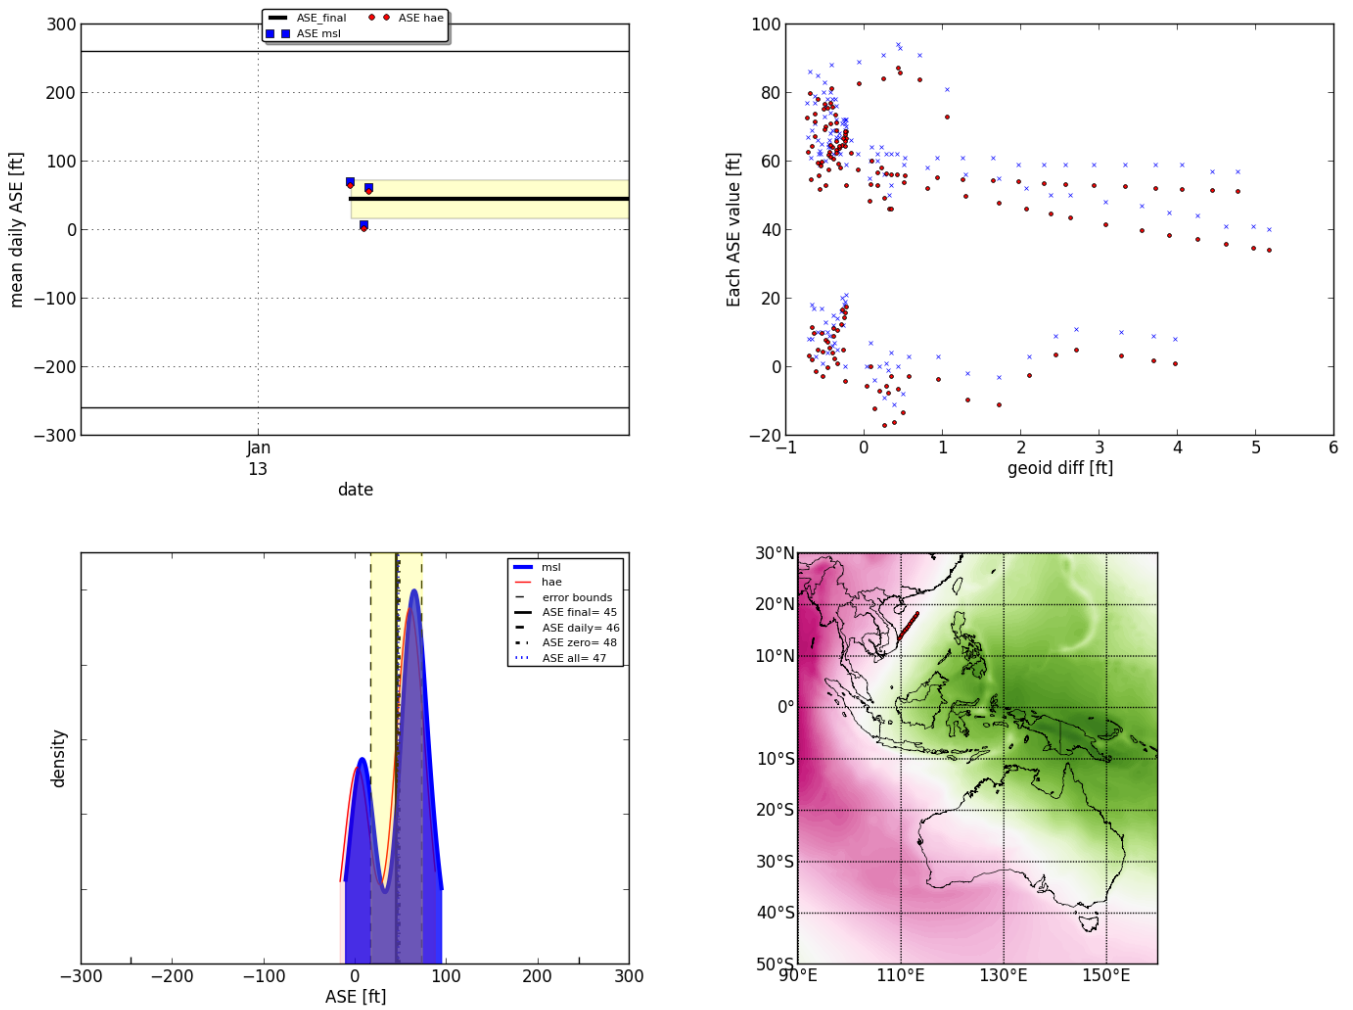 ASE_final
ASE hae
ASE msl
300
200
100
0
−100
−200
−300
mean daily ASE [ft]
Jan
13
date
100
80
60
40
20
0
−20
Each ASE value [ft]
−1 0 1 2 3 4 5 6
geoid diff [ft]
msl
hae
error bounds
ASE final= 45
ASE daily= 46
ASE zero= 48
ASE all= 47
density
−300 −200 −100 0 100 200 300
ASE [ft]
30°N
20°N
10°N
0°
10°S
20°S
30°S
40°S
50°S
90°E 110°E 130°E 150°E